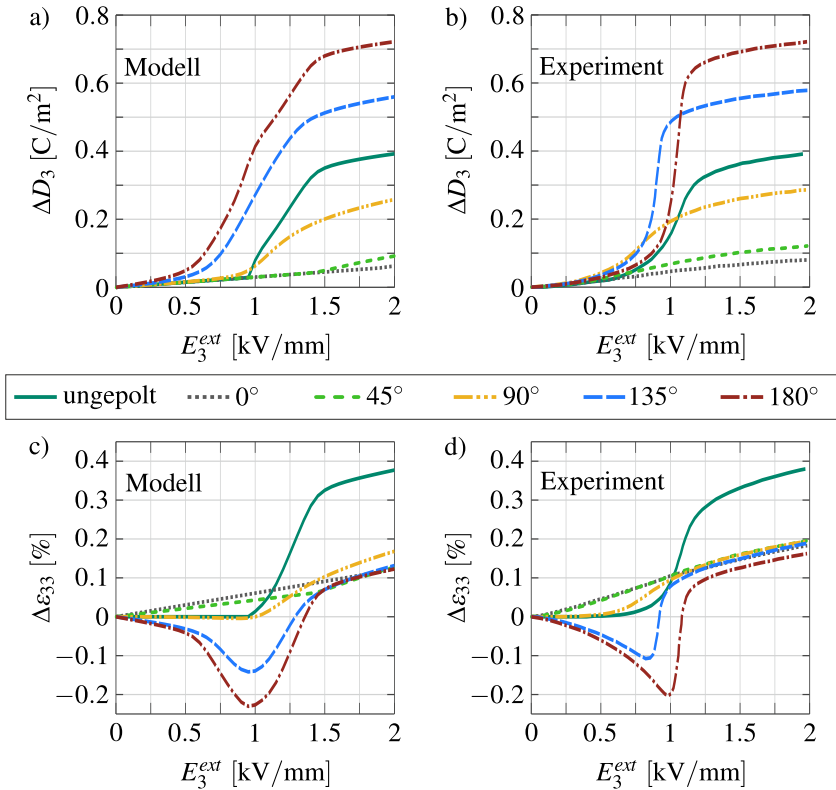 a)
Modell
ΔD₃ [C/m²]
0.8
0.6
0.4
0.2
0
0 0.5 1 1.5 2
E₃ᵉˣᵗ [kV/mm]
b)
Experiment
ΔD₃ [C/m²]
0.8
0.6
0.4
0.2
0
0 0.5 1 1.5 2
E₃ᵉˣᵗ [kV/mm]
ungepolt 0° 45° 90° 135° 180°
c)
Modell
Δε₃₃ [%]
0.4
0.3
0.2
0.1
0
−0.1
−0.2
0 0.5 1 1.5 2
E₃ᵉˣᵗ [kV/mm]
d)
Experiment
Δε₃₃ [%]
0.4
0.3
0.2
0.1
0
−0.1
−0.2
0 0.5 1 1.5 2
E₃ᵉˣᵗ [kV/mm]